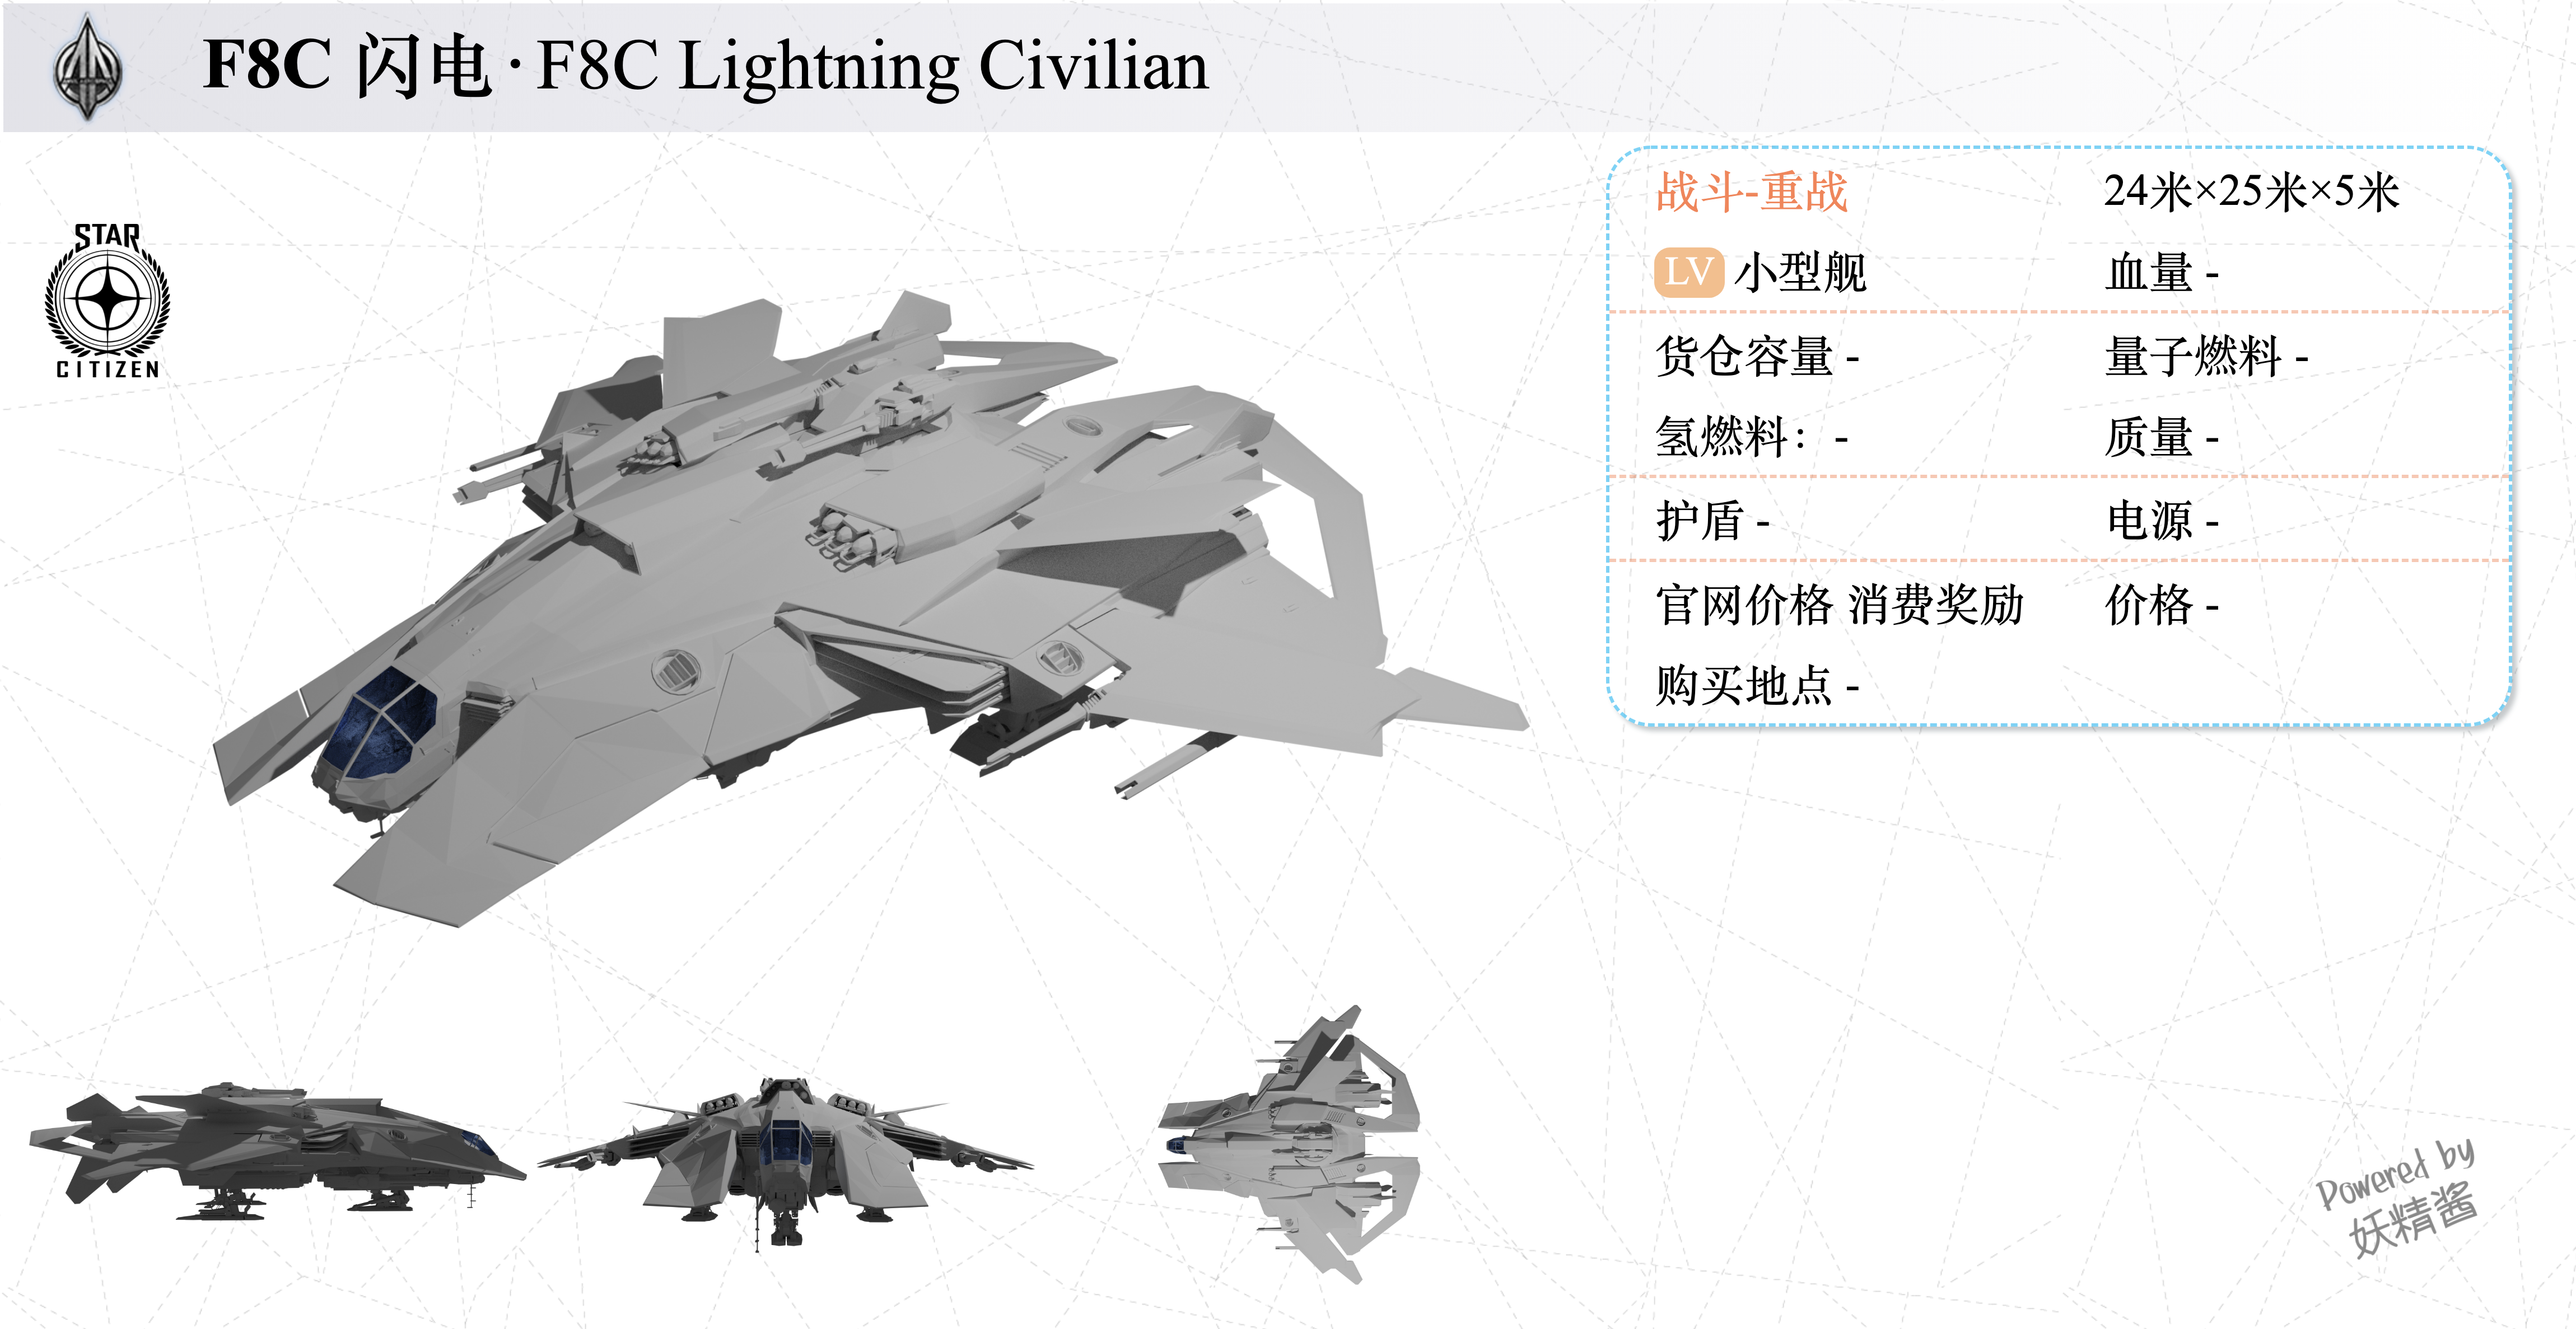 F8C 闪电·F8C Lightning Civilian
STAR
CITIZEN
战斗-重战 24米×25米×5米
LV 小型舰 血量 -
货仓容量 - 量子燃料 -
氢燃料：- 质量 -
护盾 - 电源 -
官网价格 消费奖励 价格 -
购买地点 -
Powered by
妖精酱